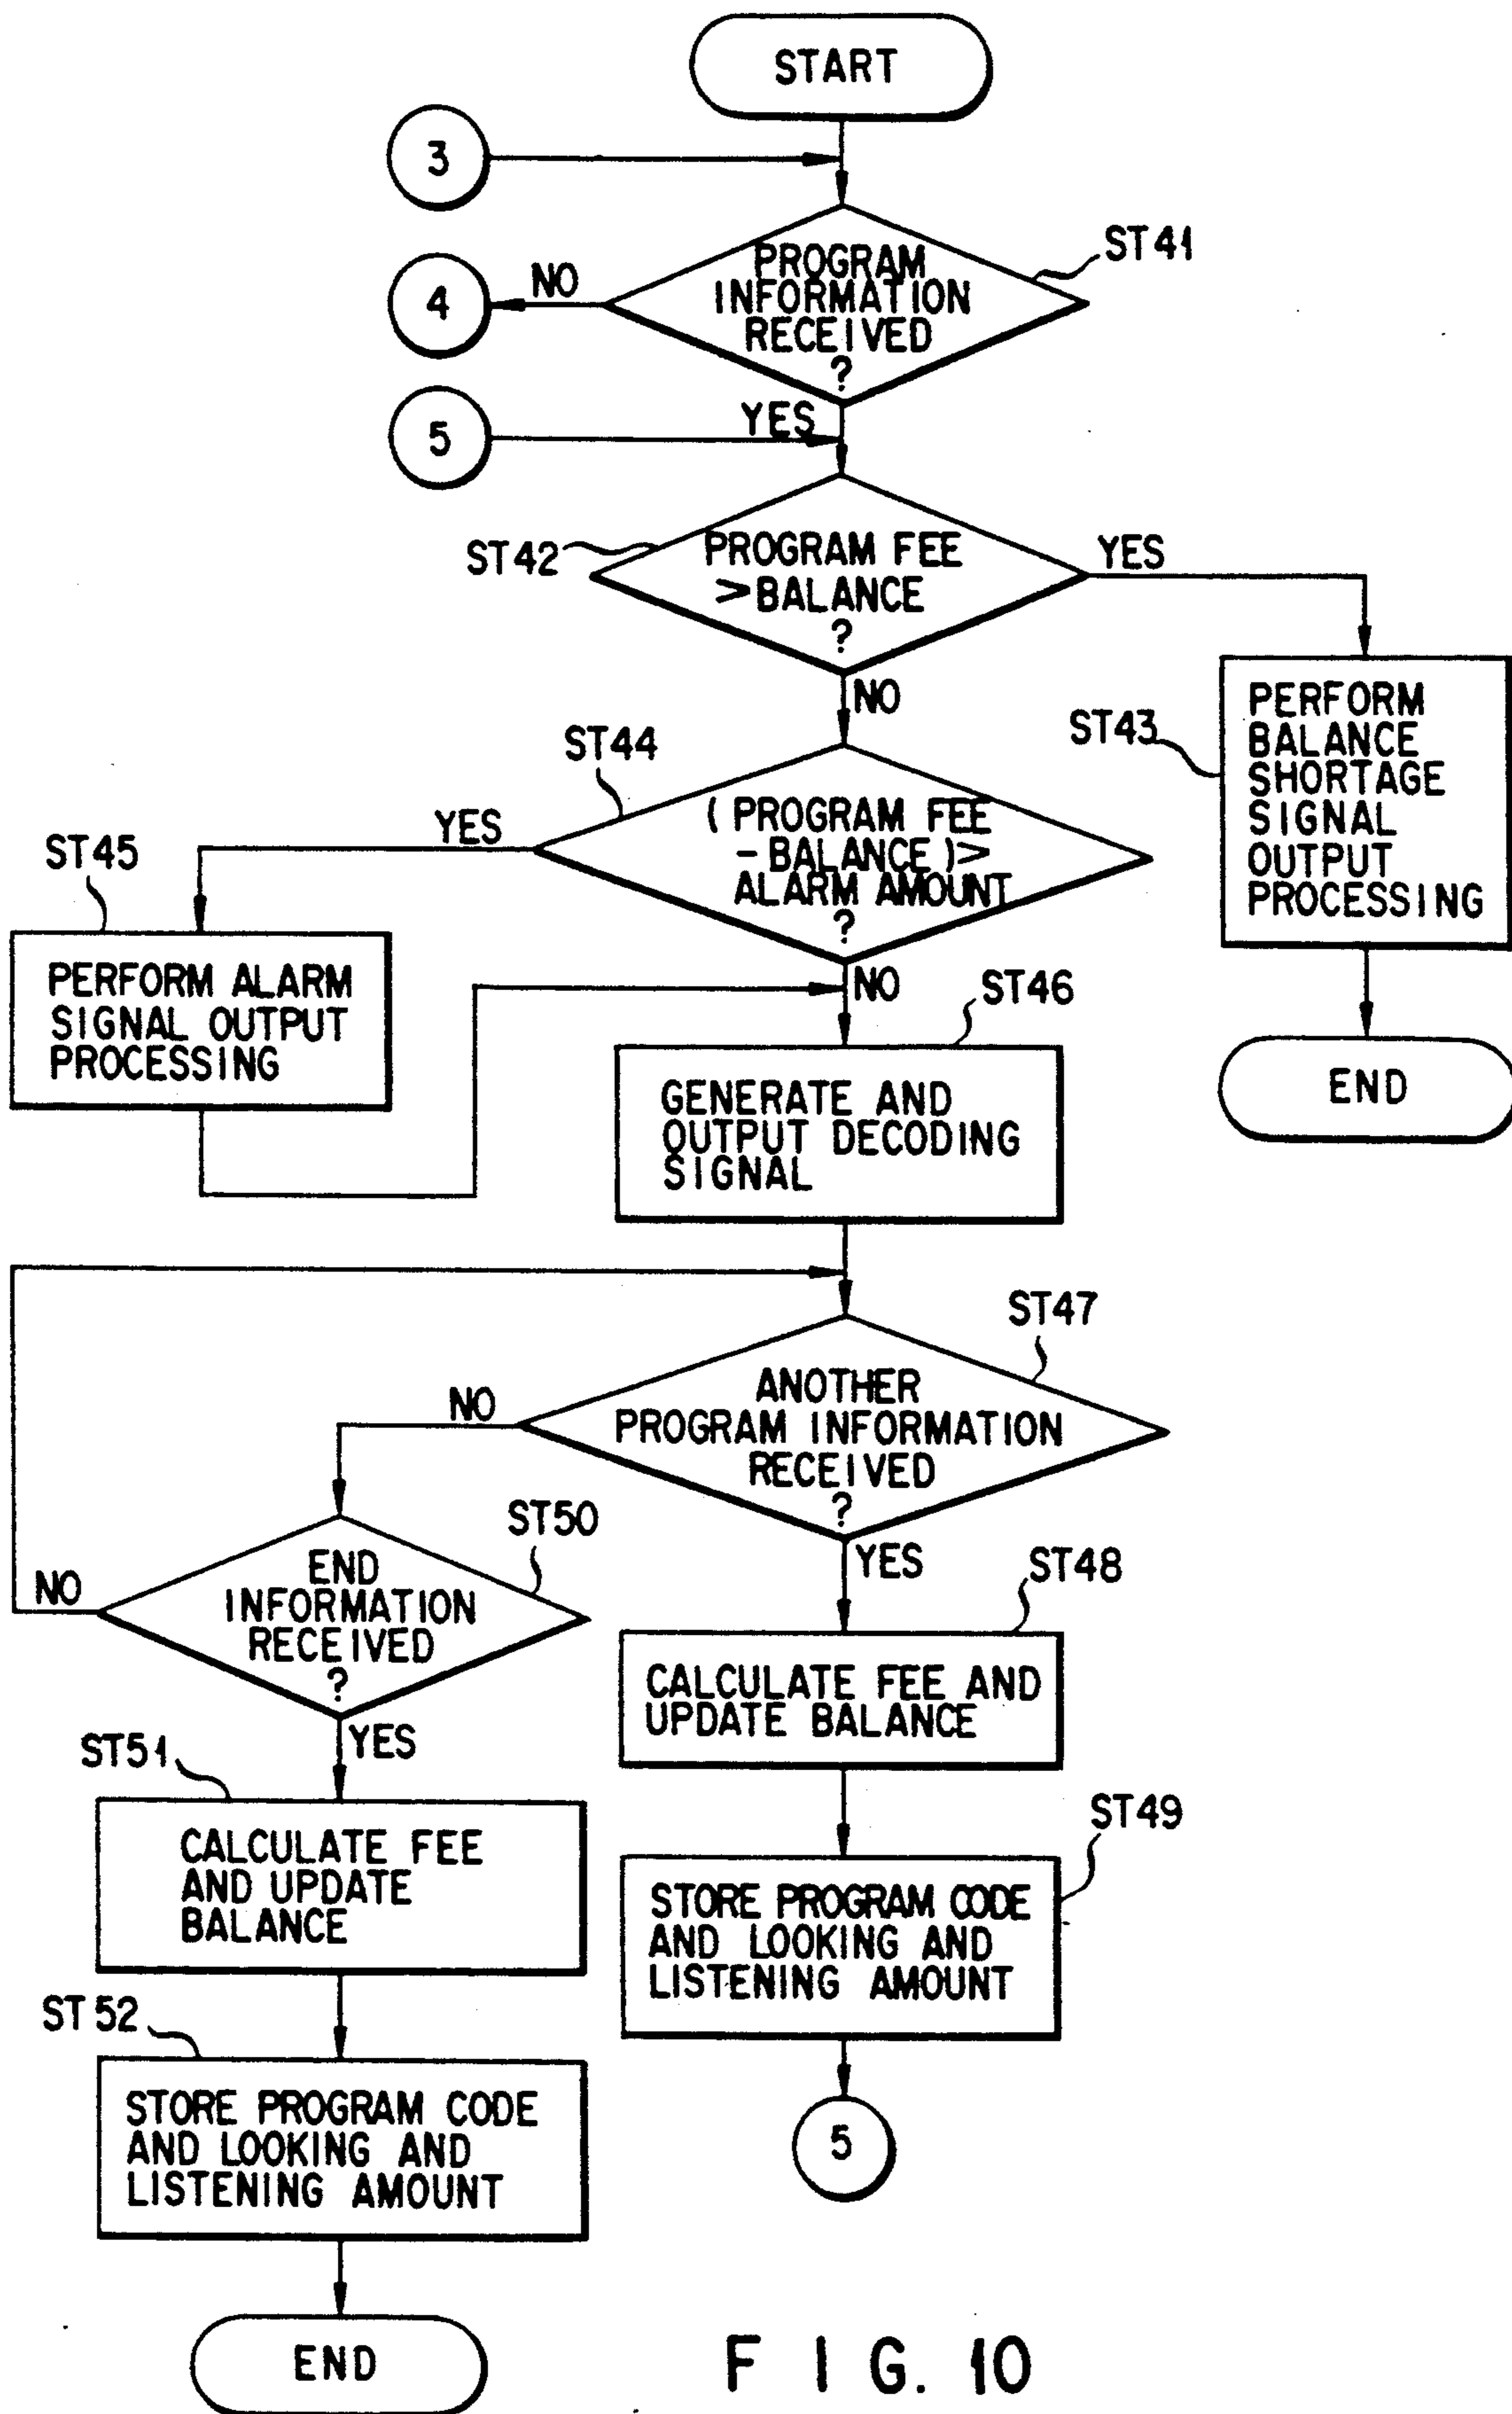 START
3
ST41
PROGRAM
INFORMATION
RECEIVED
?
NO
4
YES
5
ST42
PROGRAM FEE
>BALANCE
?
YES
NO
ST43
PERFORM
BALANCE
SHORTAGE
SIGNAL
OUTPUT
PROCESSING
END
ST44
(PROGRAM FEE
-BALANCE)>
ALARM AMOUNT
?
YES
NO
ST45
PERFORM ALARM
SIGNAL OUTPUT
PROCESSING
ST46
GENERATE AND
OUTPUT DECODING
SIGNAL
ST47
ANOTHER
PROGRAM INFORMATION
RECEIVED
?
NO
YES
ST50
END
INFORMATION
RECEIVED
?
NO
YES
ST48
CALCULATE FEE AND
UPDATE BALANCE
ST49
STORE PROGRAM CODE
AND LOOKING AND
LISTENING AMOUNT
5
ST51
CALCULATE FEE
AND UPDATE
BALANCE
ST52
STORE PROGRAM CODE
AND LOOKING AND
LISTENING AMOUNT
END
FIG. 10